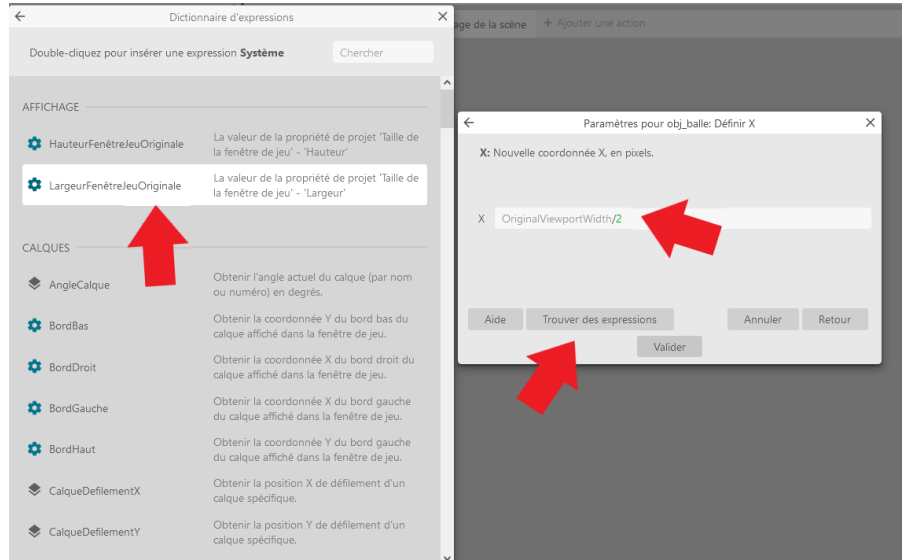 Dictionnaire d'expressions
age de la scène + Ajouter une action
Double-cliquez pour insérer une expression Système
Chercher
AFFICHAGE
HauteurFenêtreJeuOriginale
La valeur de la propriété de projet 'Taille de
la fenêtre de jeu' - 'Hauteur'
LargeurFenêtreJeuOriginale
La valeur de la propriété de projet 'Taille de
la fenêtre de jeu' - 'Largeur'
CALQUES
AngleCalque
Obtenir l'angle actuel du calque (par nom
ou numéro) en degrés.
BordBas
Obtenir la coordonnée Y du bord bas du
calque affiché dans la fenêtre de jeu.
BordDroit
Obtenir la coordonnée X du bord droit du
calque affiché dans la fenêtre de jeu.
BordGauche
Obtenir la coordonnée X du bord gauche
du calque affiché dans la fenêtre de jeu.
BordHaut
Obtenir la coordonnée Y du bord gauche
du calque affiché dans la fenêtre de jeu.
CalqueDefilementX
Obtenir la position X de défilement d'un
calque spécifique.
CalqueDefilementY
Obtenir la position Y de défilement d'un
calque spécifique.
Paramètres pour obj_balle: Définir X
X: Nouvelle coordonnée X, en pixels.
X OriginalViewportWidth/2
Aide Trouver des expressions Annuler Retour
Valider